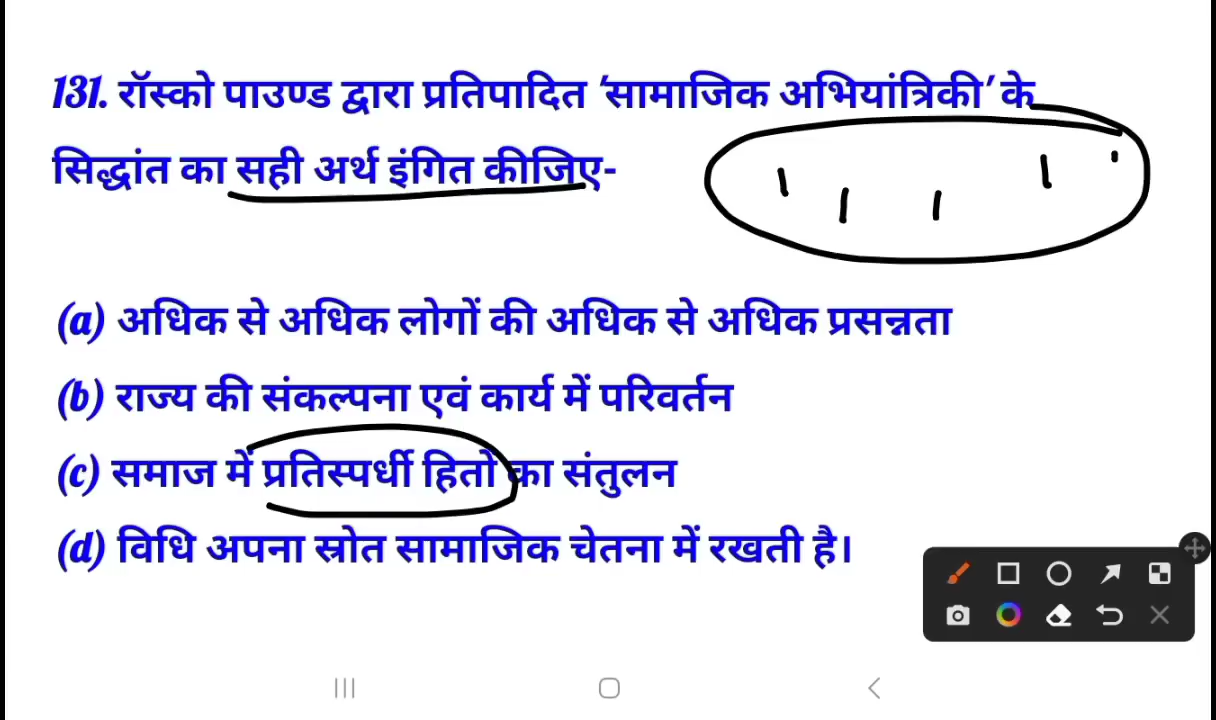 131. रॉस्को पाउण्ड द्वारा प्रतिपादित 'सामाजिक अभियांत्रिकी' के
सिद्धांत का सही अर्थ इंगित कीजिए-
(a) अधिक से अधिक लोगों की अधिक से अधिक प्रसन्नता
(b) राज्य की संकल्पना एवं कार्य में परिवर्तन
(c) समाज में प्रतिस्पर्धी हितो का संतुलन
(d) विधि अपना स्रोत सामाजिक चेतना में रखती है।